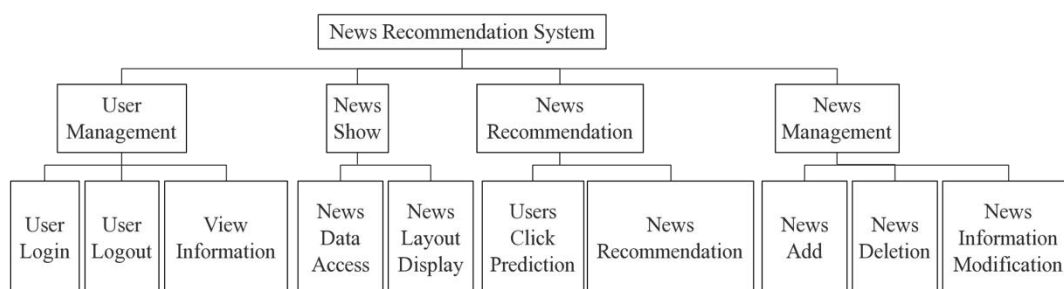 News Recommendation System
User
Management
News
Show
News
Recommendation
News
Management
User
Login
User
Logout
View
Information
News
Data
Access
News
Layout
Display
Users
Click
Prediction
News
Recommendation
News
Add
News
Deletion
News
Information
Modification